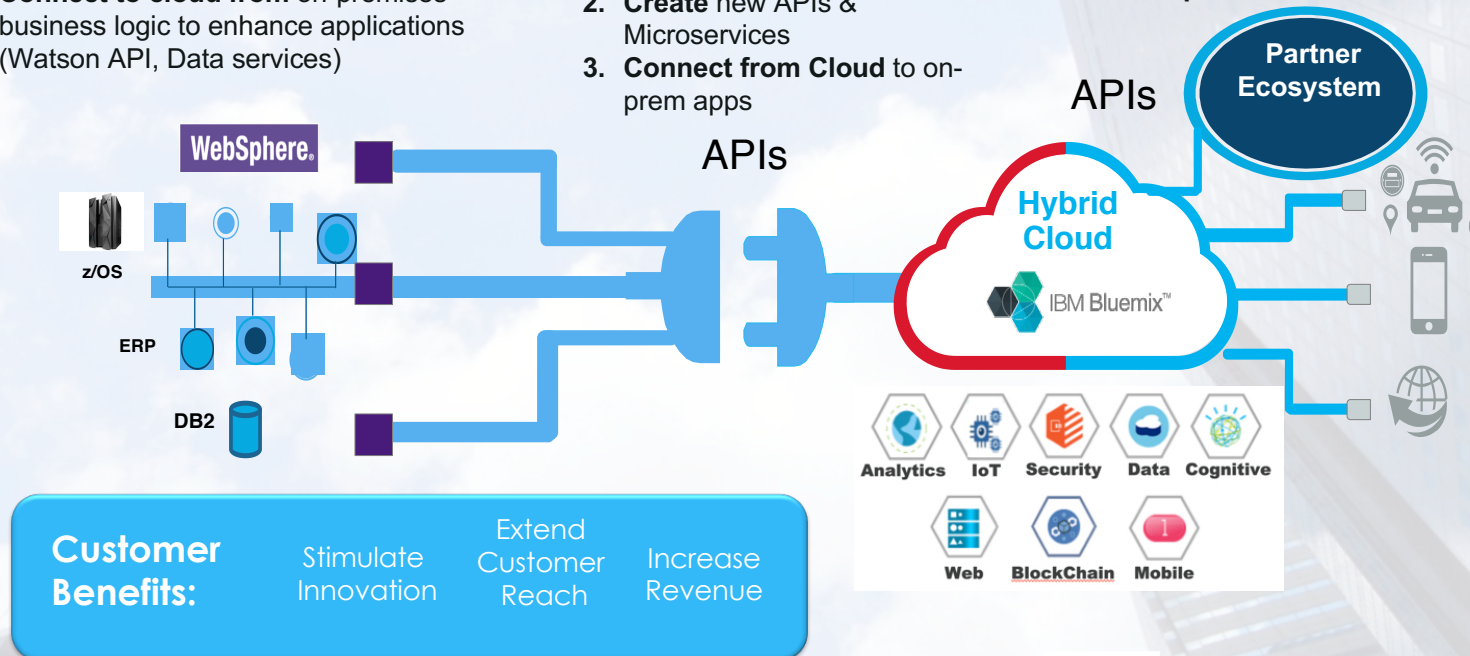 business logic to enhance applications
(Watson API, Data services)
2. Create new APIs &
Microservices
3. Connect from Cloud to on-
prem apps
APIs
APIs
Partner
Ecosystem
WebSphere®
z/OS
ERP
DB2
Hybrid
Cloud
IBM Bluemix™
Analytics IoT Security Data Cognitive
Web BlockChain Mobile
Customer
Benefits:
Stimulate
Innovation
Extend
Customer
Reach
Increase
Revenue